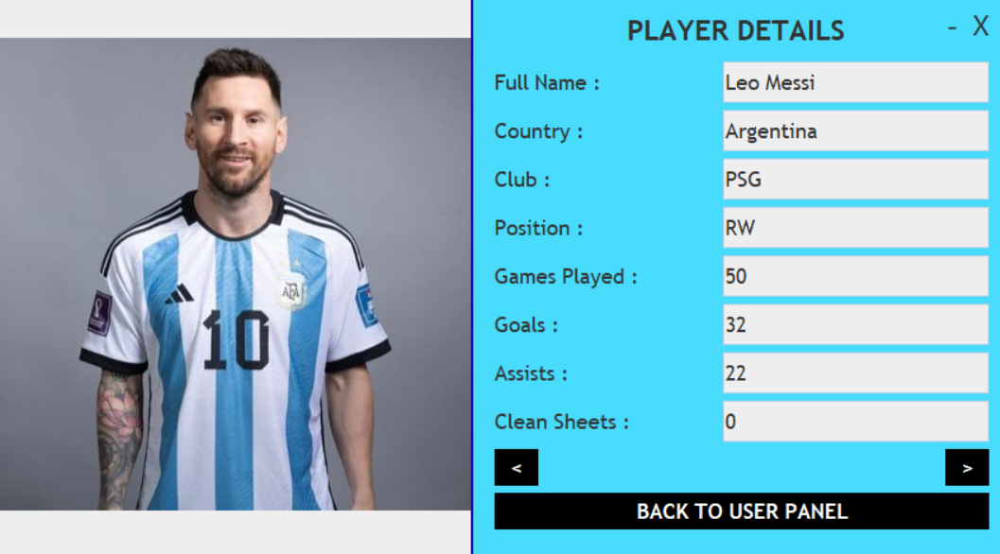 PLAYER DETAILS
- X
Full Name : Leo Messi
Country : Argentina
Club : PSG
Position : RW
Games Played : 50
Goals : 32
Assists : 22
Clean Sheets : 0
< >
BACK TO USER PANEL
AFA
10